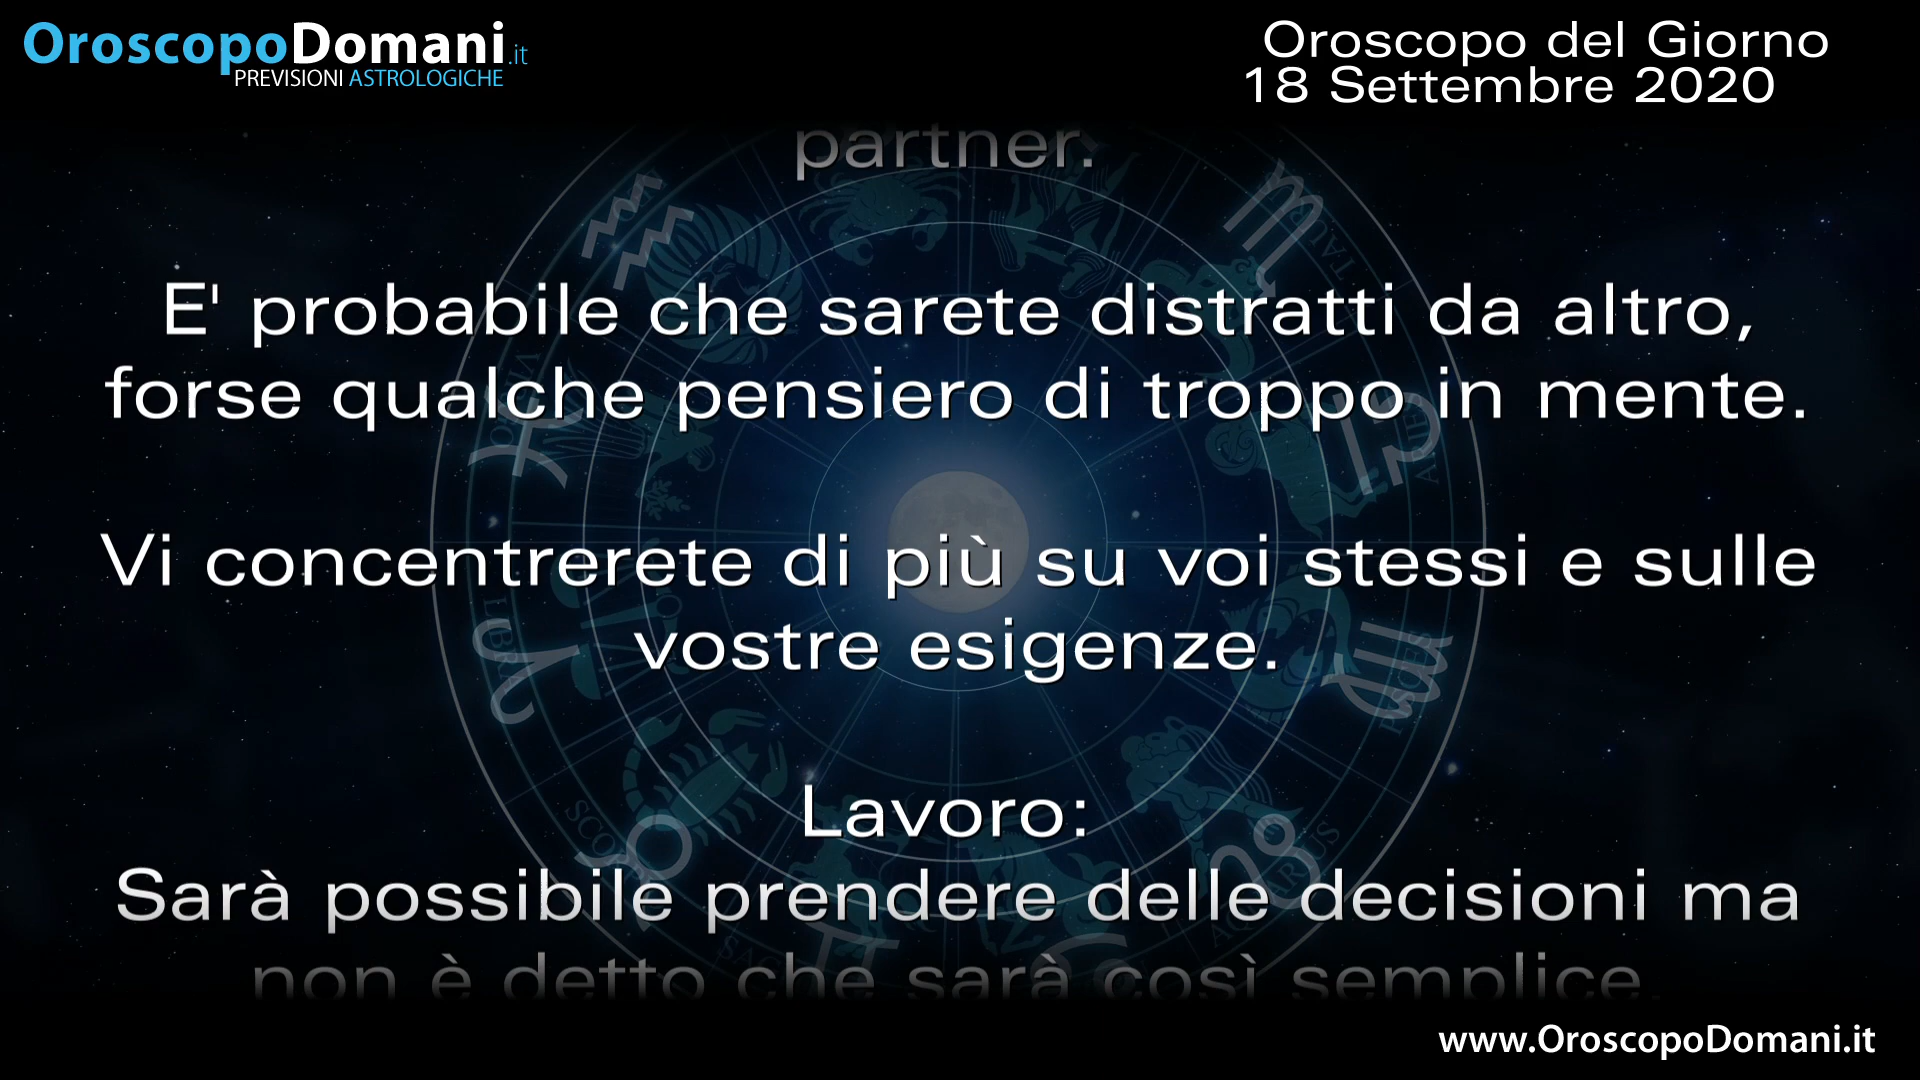 OroscopoDomani.it
PREVISIONI ASTROLOGICHE
Oroscopo del Giorno
18 Settembre 2020
partner.
E' probabile che sarete distratti da altro,
forse qualche pensiero di troppo in mente.
Vi concentrerete di più su voi stessi e sulle
vostre esigenze.
Lavoro:
Sarà possibile prendere delle decisioni ma
non è detto che sarà così semplice.
www.OroscopoDomani.it